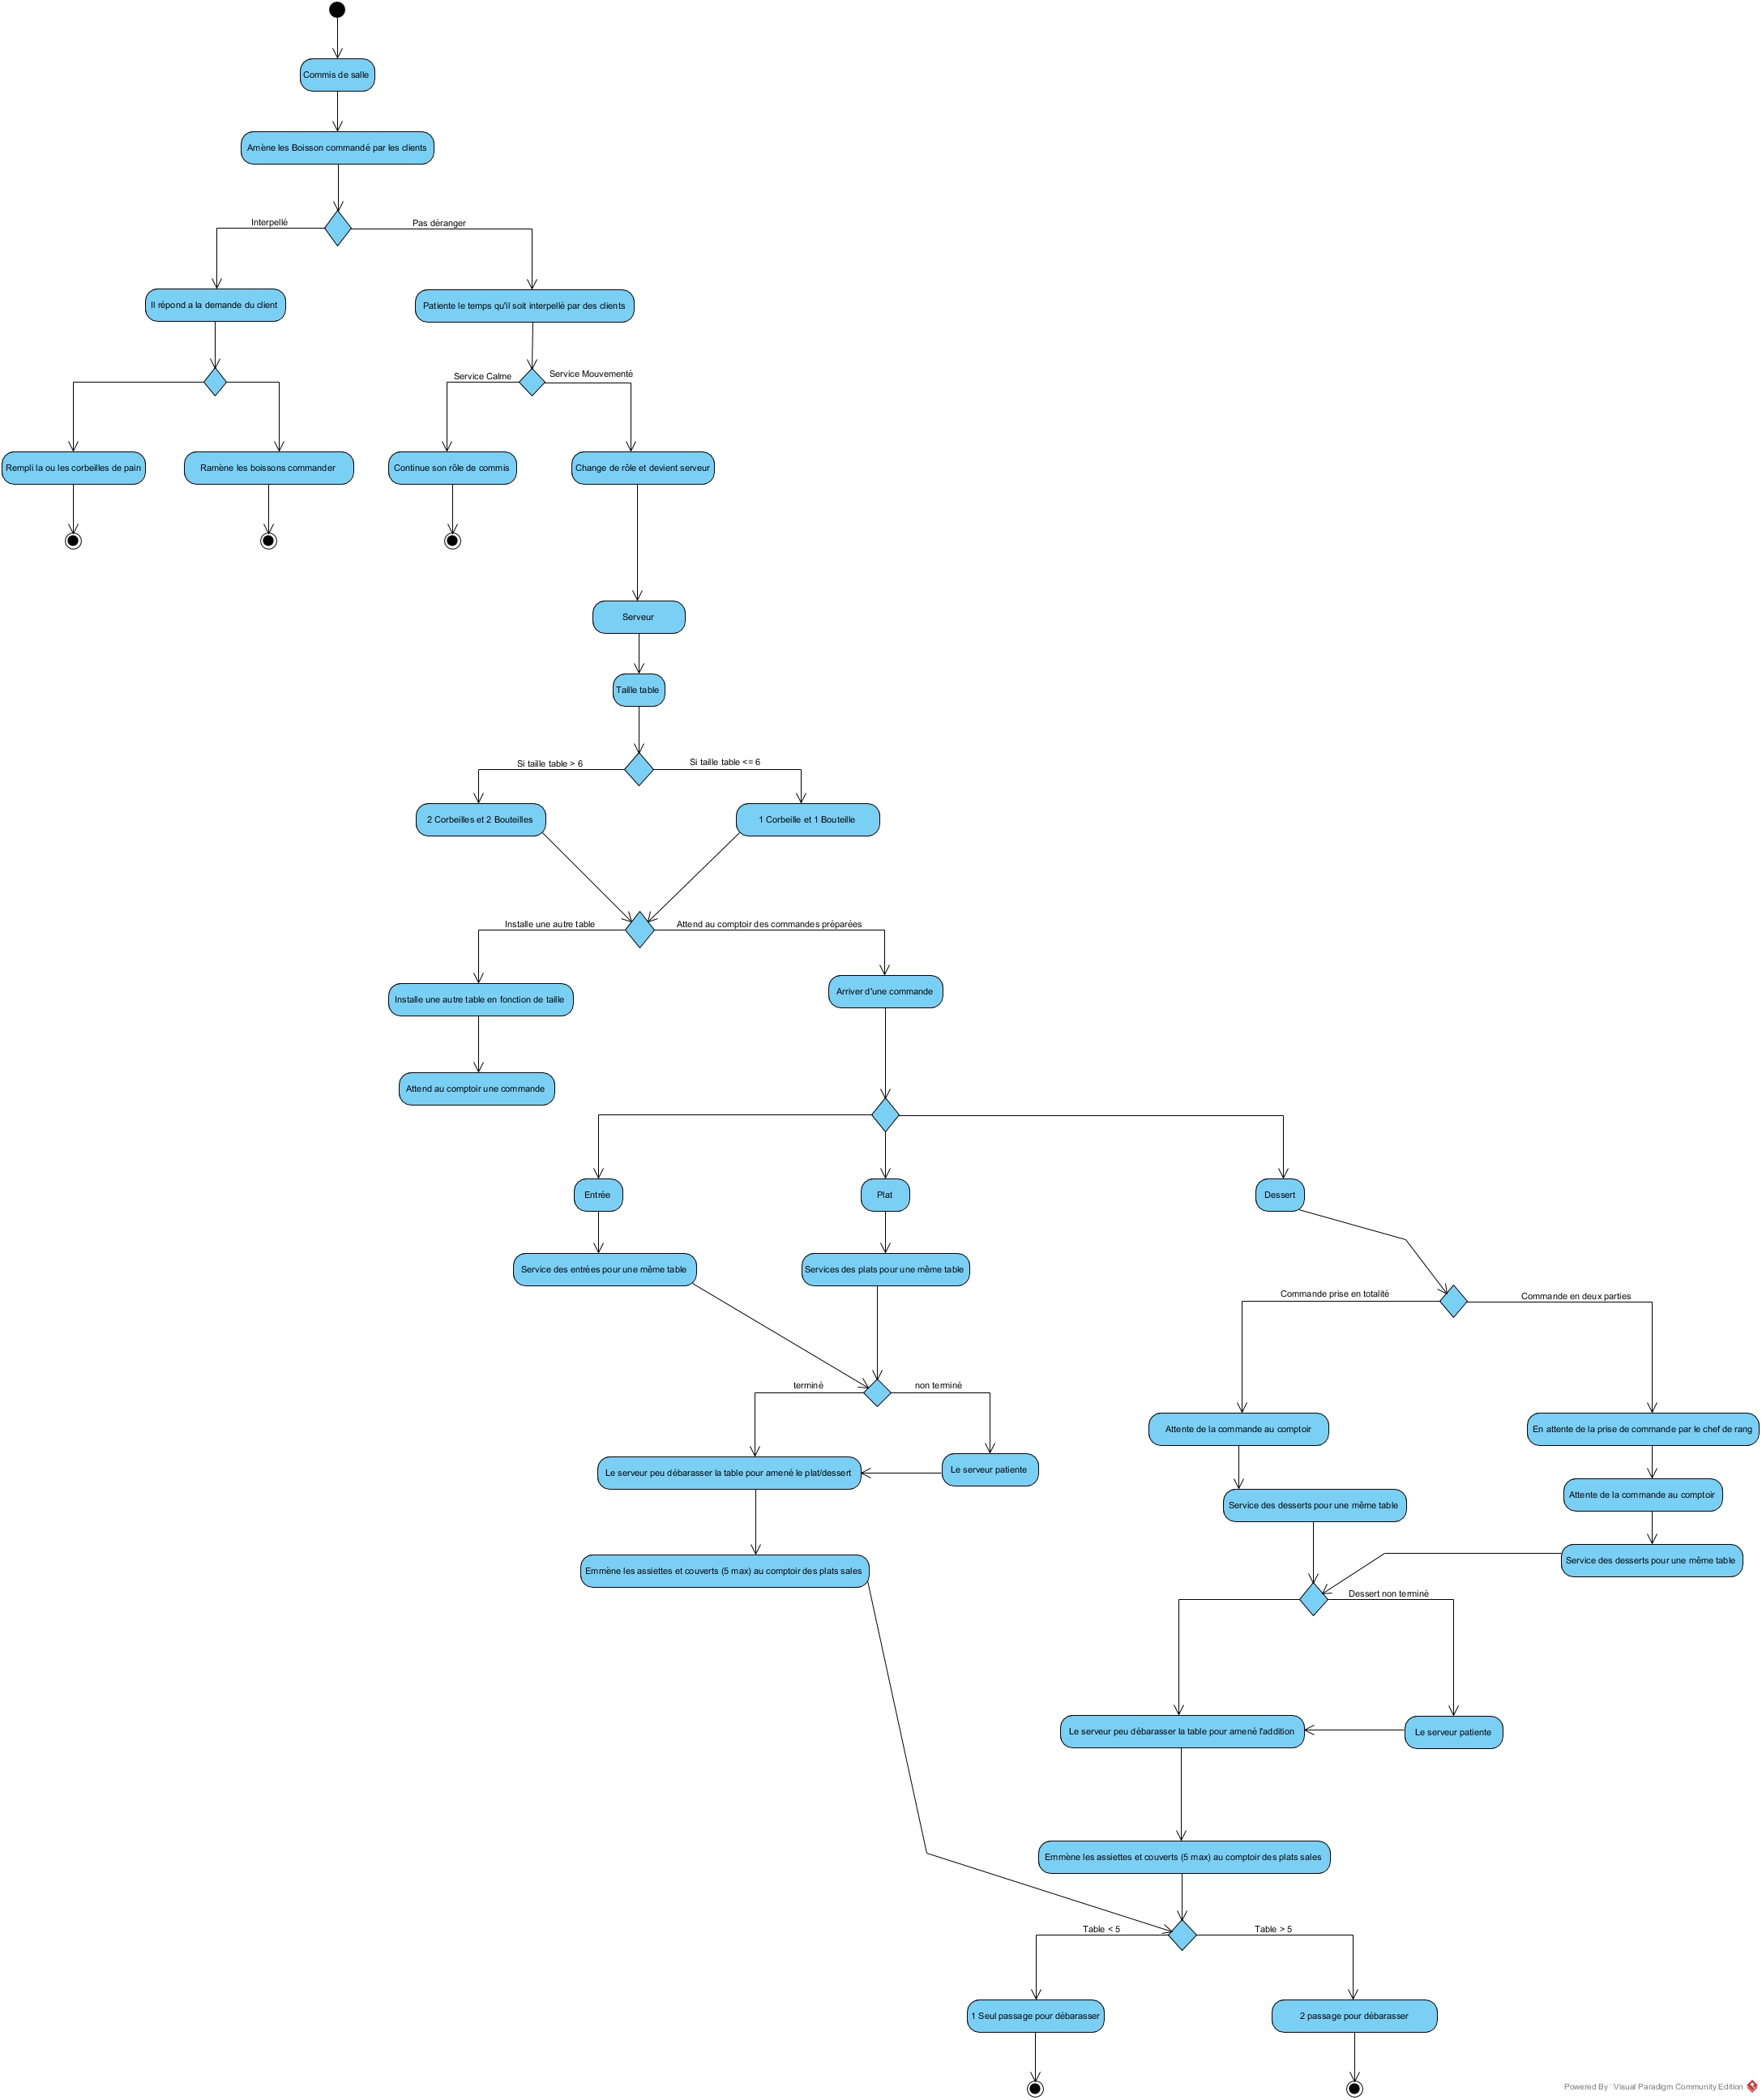 Commis de salle
Amène les Boisson commandé par les clients
Interpellé
Pas déranger
Il répond a la demande du client
Patiente le temps qu'il soit interpellé par des clients
Service Calme
Service Mouvementé
Rempli la ou les corbeilles de pain
Ramène les boissons commander
Continue son rôle de commis
Change de rôle et devient serveur
Serveur
Taille table
Si taille table > 6
Si taille table <= 6
2 Corbeilles et 2 Bouteilles
1 Corbeille et 1 Bouteille
Installe une autre table
Attend au comptoir des commandes préparées
Installe une autre table en fonction de taille
Arriver d'une commande
Attend au comptoir une commande
Entrée
Plat
Dessert
Service des entrées pour une même table
Services des plats pour une même table
Commande prise en totalité
Commande en deux parties
terminé
non terminé
Attente de la commande au comptoir
En attente de la prise de commande par le chef de rang
Le serveur peu débarasser la table pour amené le plat/dessert
Le serveur patiente
Attente de la commande au comptoir
Service des desserts pour une même table
Service des desserts pour une même table
Emmène les assiettes et couverts (5 max) au comptoir des plats sales
Dessert non terminé
Le serveur peu débarasser la table pour amené l'addition
Le serveur patiente
Emmène les assiettes et couverts (5 max) au comptoir des plats sales
Table < 5
Table > 5
1 Seul passage pour débarasser
2 passage pour débarasser
Powered By Visual Paradigm Community Edition